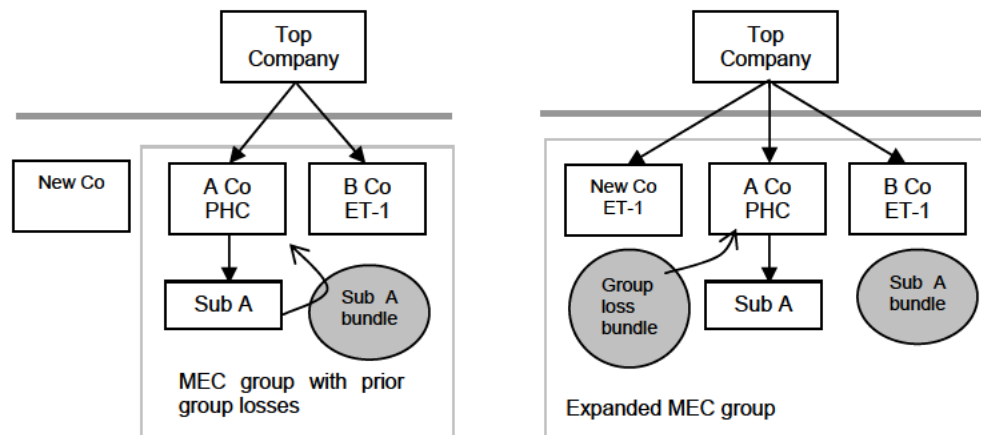 Top
Company
New Co
A Co
PHC
B Co
ET-1
Sub A
Sub A
bundle
MEC group with prior
group losses
Top
Company
New Co
ET-1
A Co
PHC
B Co
ET-1
Group
loss
bundle
Sub A
Sub A
bundle
Expanded MEC group